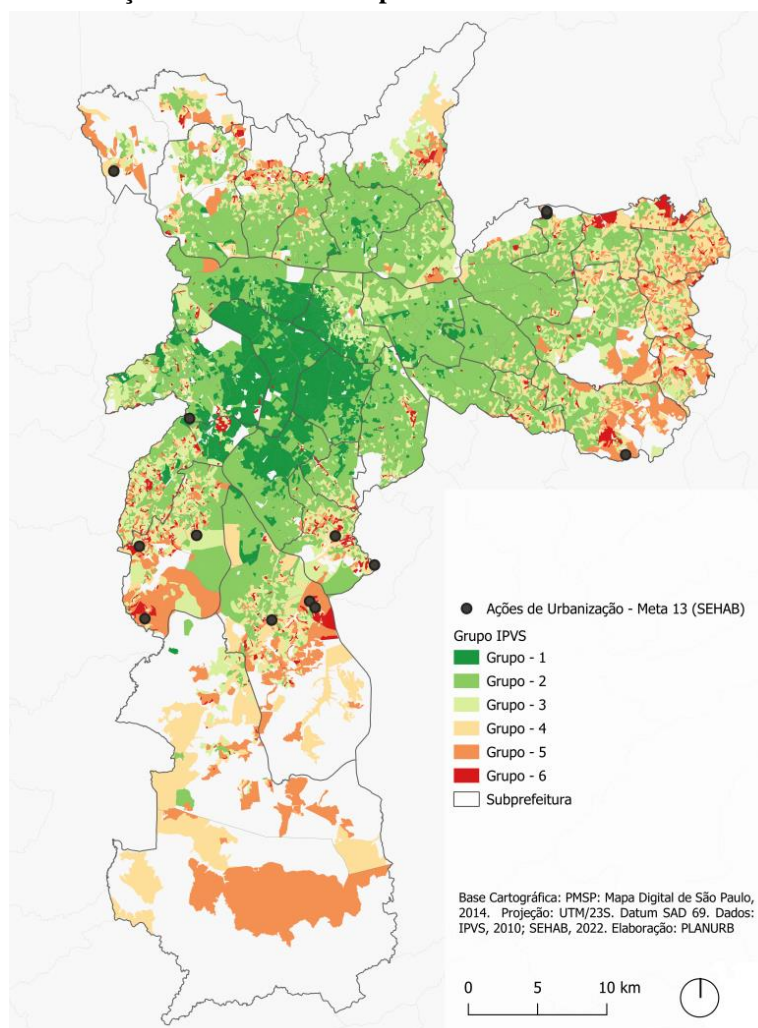 Ações de Urbanização - Meta 13 (SEHAB)
Grupo IPVS
Grupo - 1
Grupo - 2
Grupo - 3
Grupo - 4
Grupo - 5
Grupo - 6
Subprefeitura
Base Cartográfica: PMSP: Mapa Digital de São Paulo,
2014. Projeção: UTM/23S. Datum SAD 69. Dados:
IPVS, 2010; SEHAB, 2022. Elaboração: PLANURB
0 5 10 km